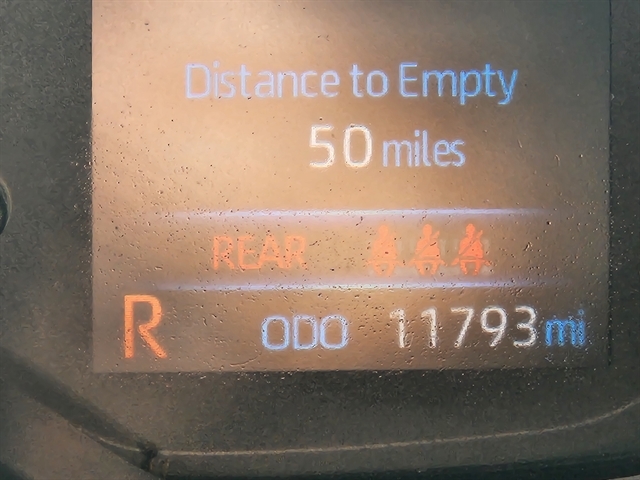 Distance to Empty
50 miles
REAR
R ODO 11793 mi